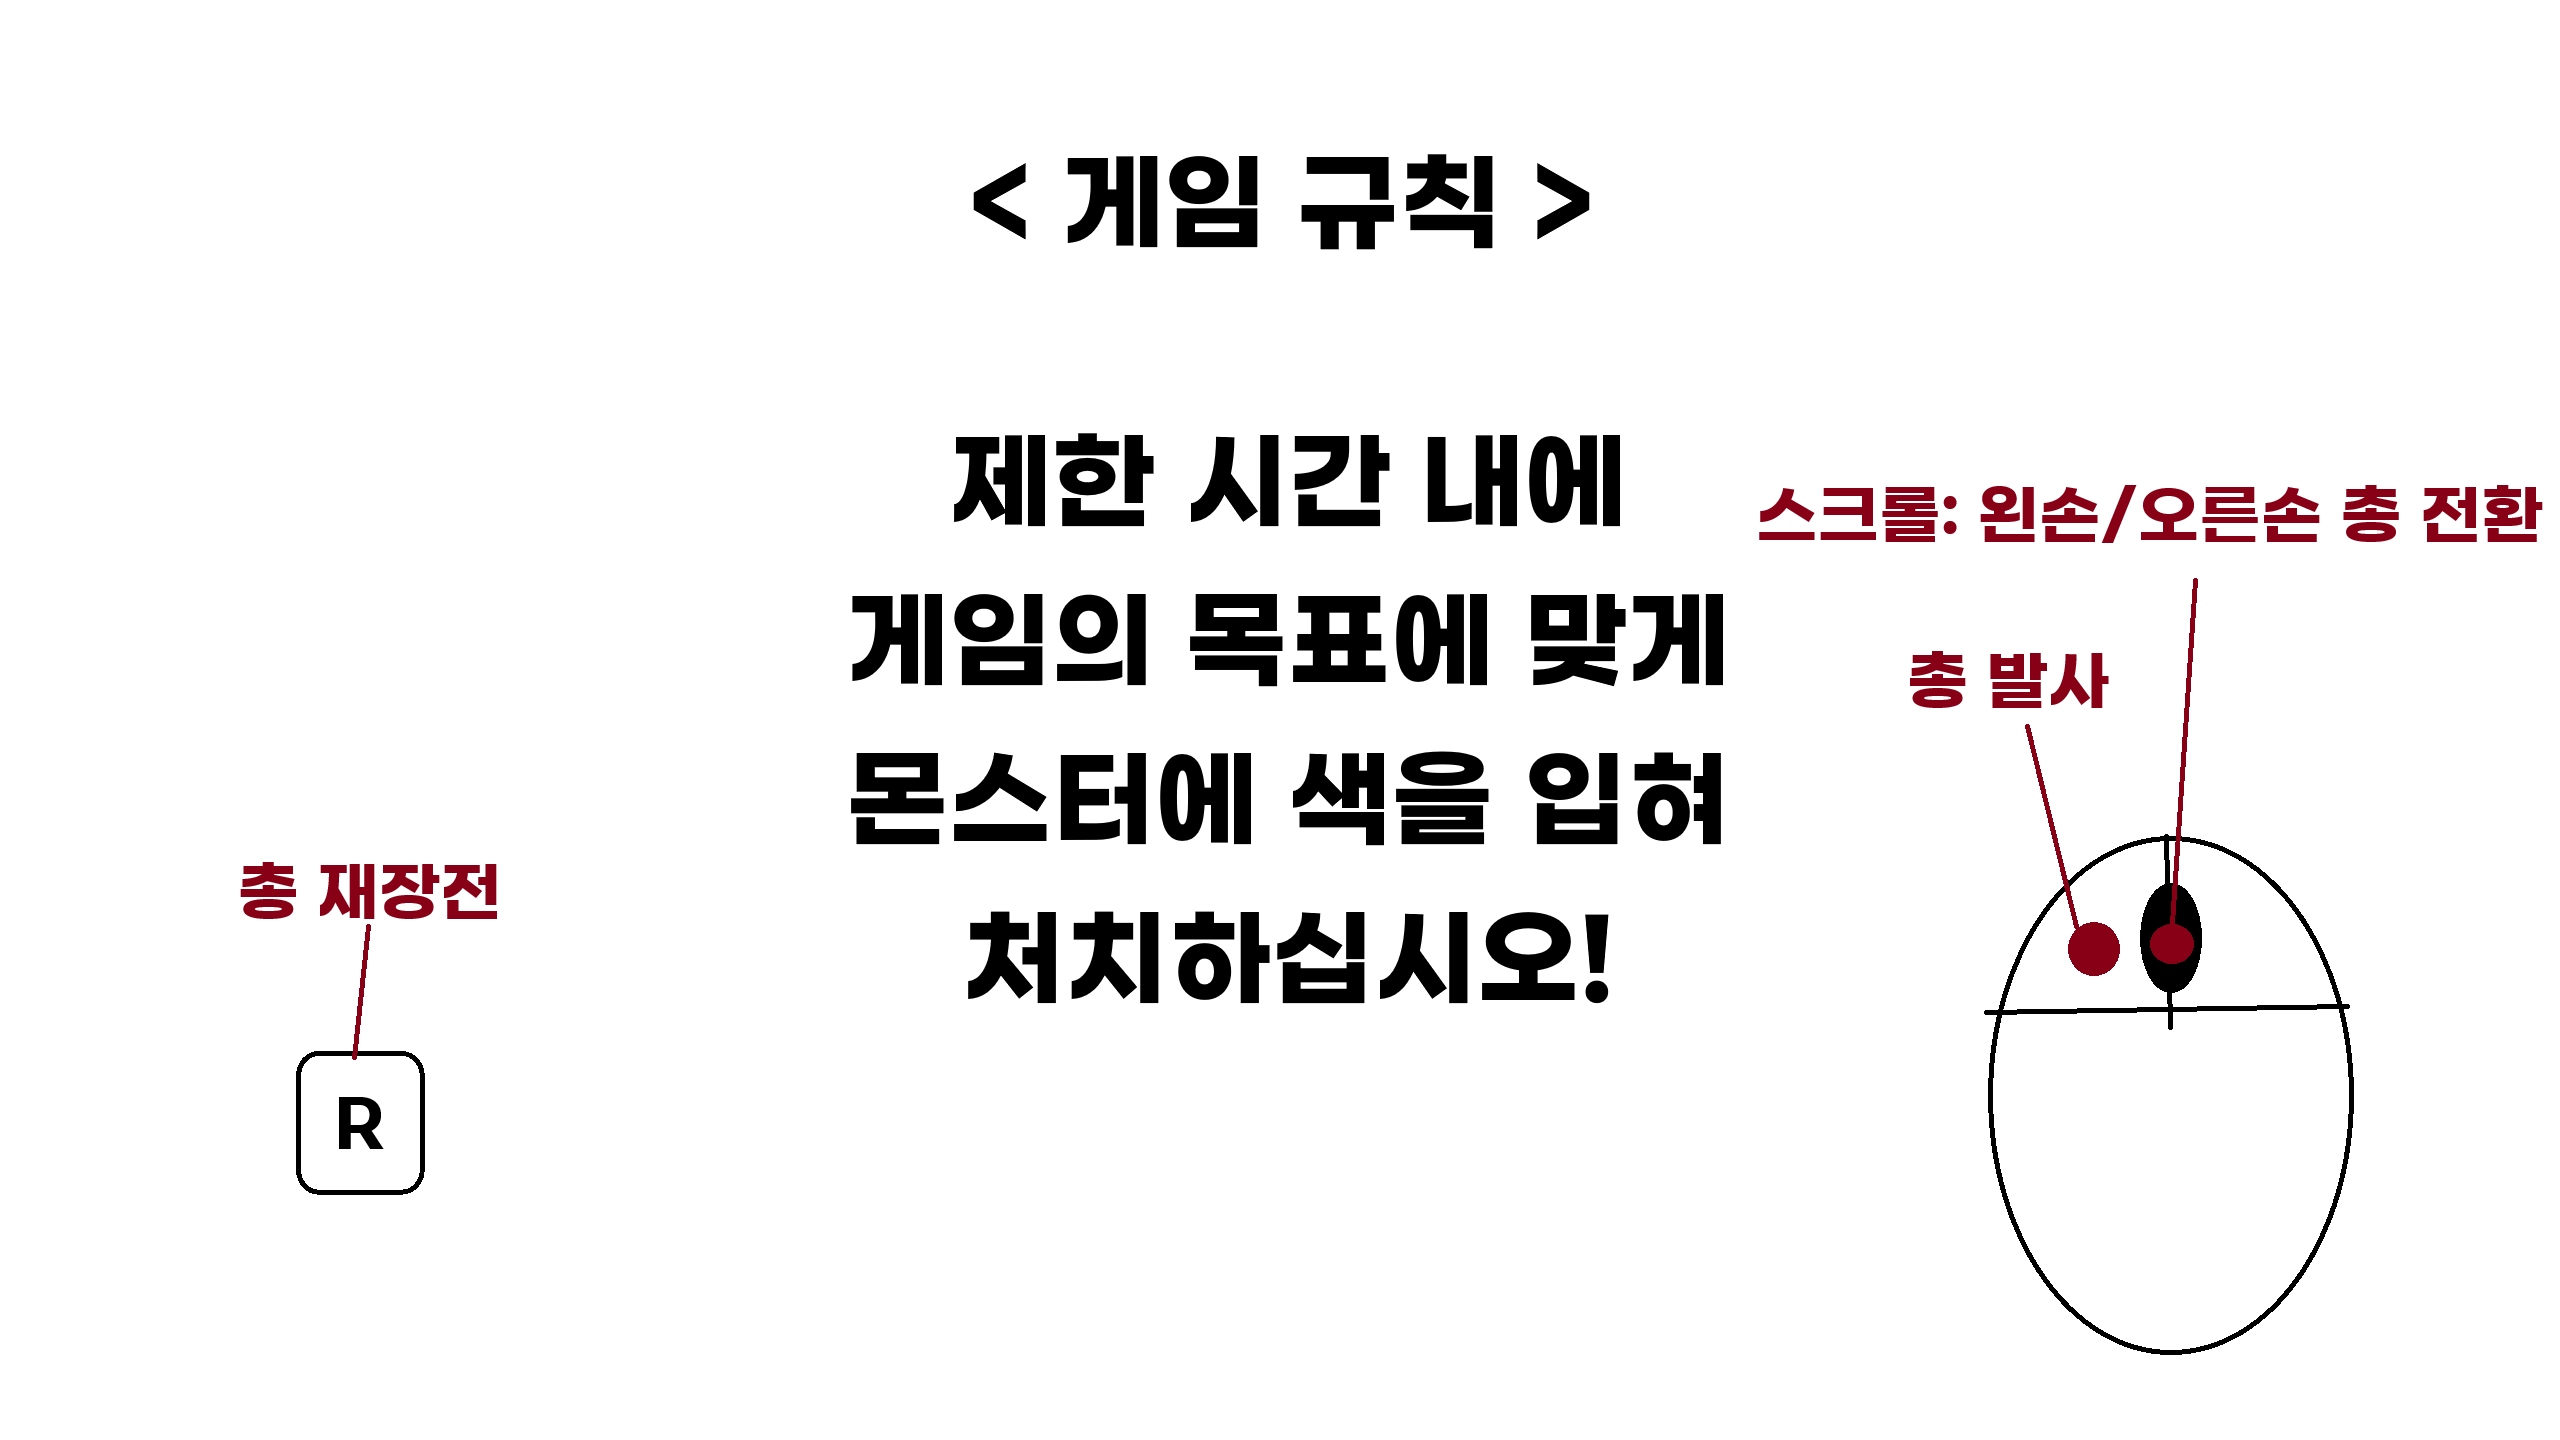 < 게임 규칙 >
제한 시간 내에
게임의 목표에 맞게
몬스터에 색을 입혀
처치하십시오!
스크롤: 왼손/오른손 총 전환
총 발사
총 재장전
R